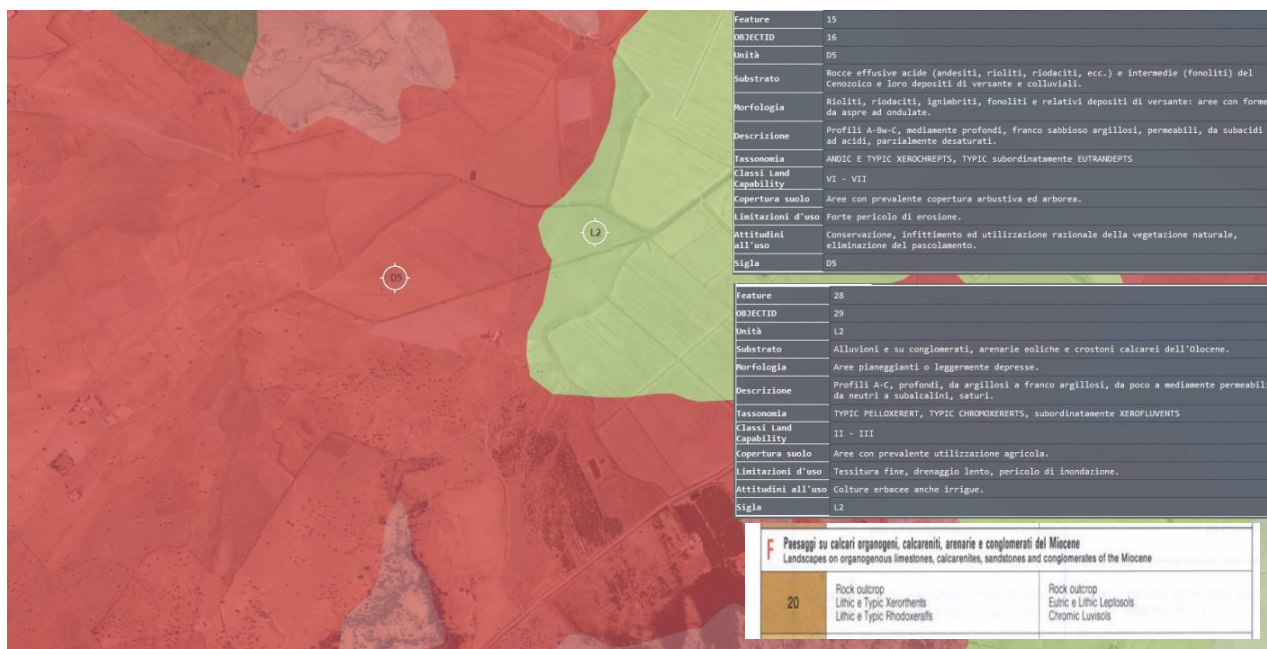 D5
L2
Feature 15
OBJECTID 16
Unità D5
Substrato Rocce effusive acide (andesiti, rioliti, riodaciti, ecc.) e intermedie (fonoliti) del
Cenozoico e loro depositi di versante e colluviali.
Morfologia Rioliti, riodaciti, ignimbriti, fonoliti e relativi depositi di versante: aree con forme
da aspre ad ondulate.
Descrizione Profili A-Bw-C, mediamente profondi, franco sabbioso argillosi, permeabili, da subacidi
ad acidi, parzialmente desaturati.
Tassonomia ANDIC E TYPIC XEROCHREPTS, TYPIC subordinatamente EUTRANDEPTS
Classi Land
Capability VI - VII
Copertura suolo Aree con prevalente copertura arbustiva ed arborea.
Limitazioni d'uso Forte pericolo di erosione.
Attitudini
all'uso Conservazione, infittimento ed utilizzazione razionale della vegetazione naturale,
eliminazione del pascolamento.
Sigla D5
Feature 28
OBJECTID 29
Unità L2
Substrato Alluvioni e su conglomerati, arenarie eoliche e crostoni calcarei dell'Olocene.
Morfologia Aree pianeggianti o leggermente depresse.
Descrizione Profili A-C, profondi, da argillosi a franco argillosi, da poco a mediamente permeabili
da neutri a subalcalini, saturi.
Tassonomia TYPIC PELLOXERERT, TYPIC CHROMOXERERTS, subordinatamente XEROFLUVENTS
Classi Land
Capability II - III
Copertura suolo Aree con prevalente utilizzazione agricola.
Limitazioni d'uso Tessitura fine, drenaggio lento, pericolo di inondazione.
Attitudini all'uso Colture erbacee anche irrigue.
Sigla L2
F Paesaggi su calcari organogeni, calcareniti, arenarie e conglomerati del Miocene
Landscapes on organogenous limestones, calcarenites, sandstones and conglomerates of the Miocene
20
Rock outcrop
Lithic e Typic Xerorthents
Lithic e Typic Rhodoxeralfs
Rock outcrop
Eutric e Lithic Leptosols
Chromic Luvisols